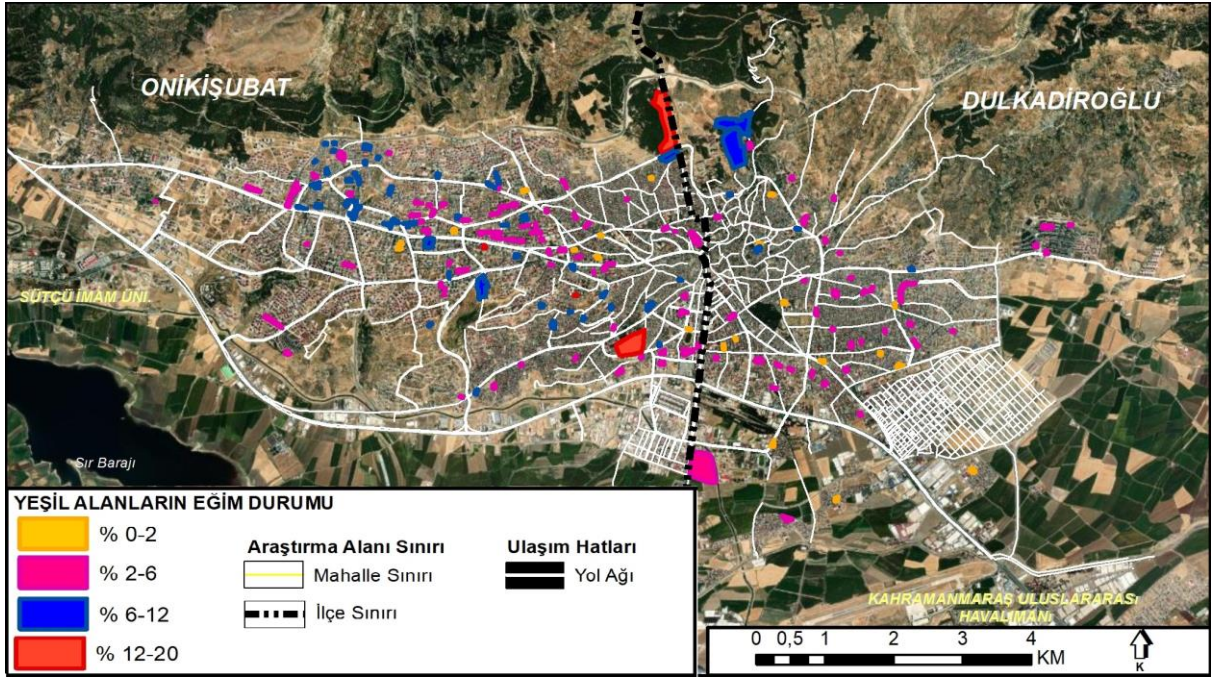 ONİKİŞUBAT
DULKADİROĞLU
SÜTÇÜ İMAM ÜNİ.
Sır Barajı
KAHRAMANMARAŞ ULUSLARARASI
HAVALİMANI
YEŞİL ALANLARIN EĞİM DURUMU
% 0-2
% 2-6
% 6-12
% 12-20
Araştırma Alanı Sınırı
Mahalle Sınırı
İlçe Sınırı
Ulaşım Hatları
Yol Ağı
0 0,5 1 2 3 4
KM
K